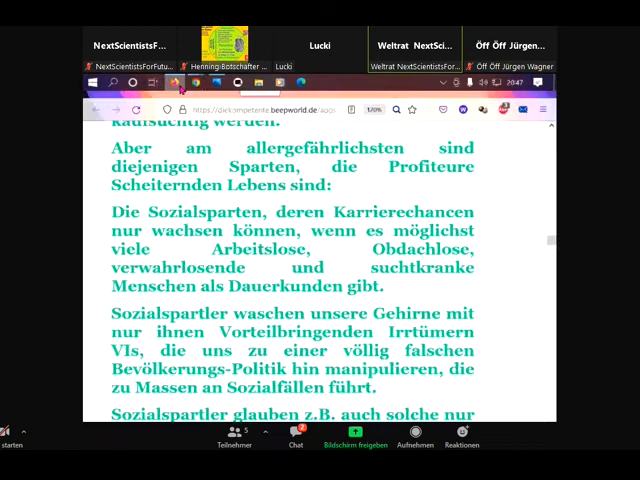 NextScientistsF...
Lucki
Weltrat NextSci...
Öff Öff Jürgen...
NextScientistsForFutu...
Henning Botschafter ...
Lucki
Weltrat NextScientistsFor...
Öff Öff Jürgen Wagner
20:47
170%
kaufsüchtig werden.
Aber am allergefährlichsten sind
diejenigen Sparten, die Profiteure
Scheiternden Lebens sind:
Die Sozialsparten, deren Karrierechancen
nur wachsen können, wenn es möglichst
viele Arbeitslose, Obdachlose,
verwahrlosende und suchtkranke
Menschen als Dauerkunden gibt.
Sozialspartler waschen unsere Gehirne mit
nur ihnen Vorteilbringenden Irrtümern
VIs, die uns zu einer völlig falschen
Bevölkerungs-Politik hin manipulieren, die
zu Massen an Sozialfällen führt.
Sozialspartler glauben z.B. auch solche nur
starten
Teilnehmer
5
Chat
2
Bildschirm freigeben
Aufnehmen
Reaktionen